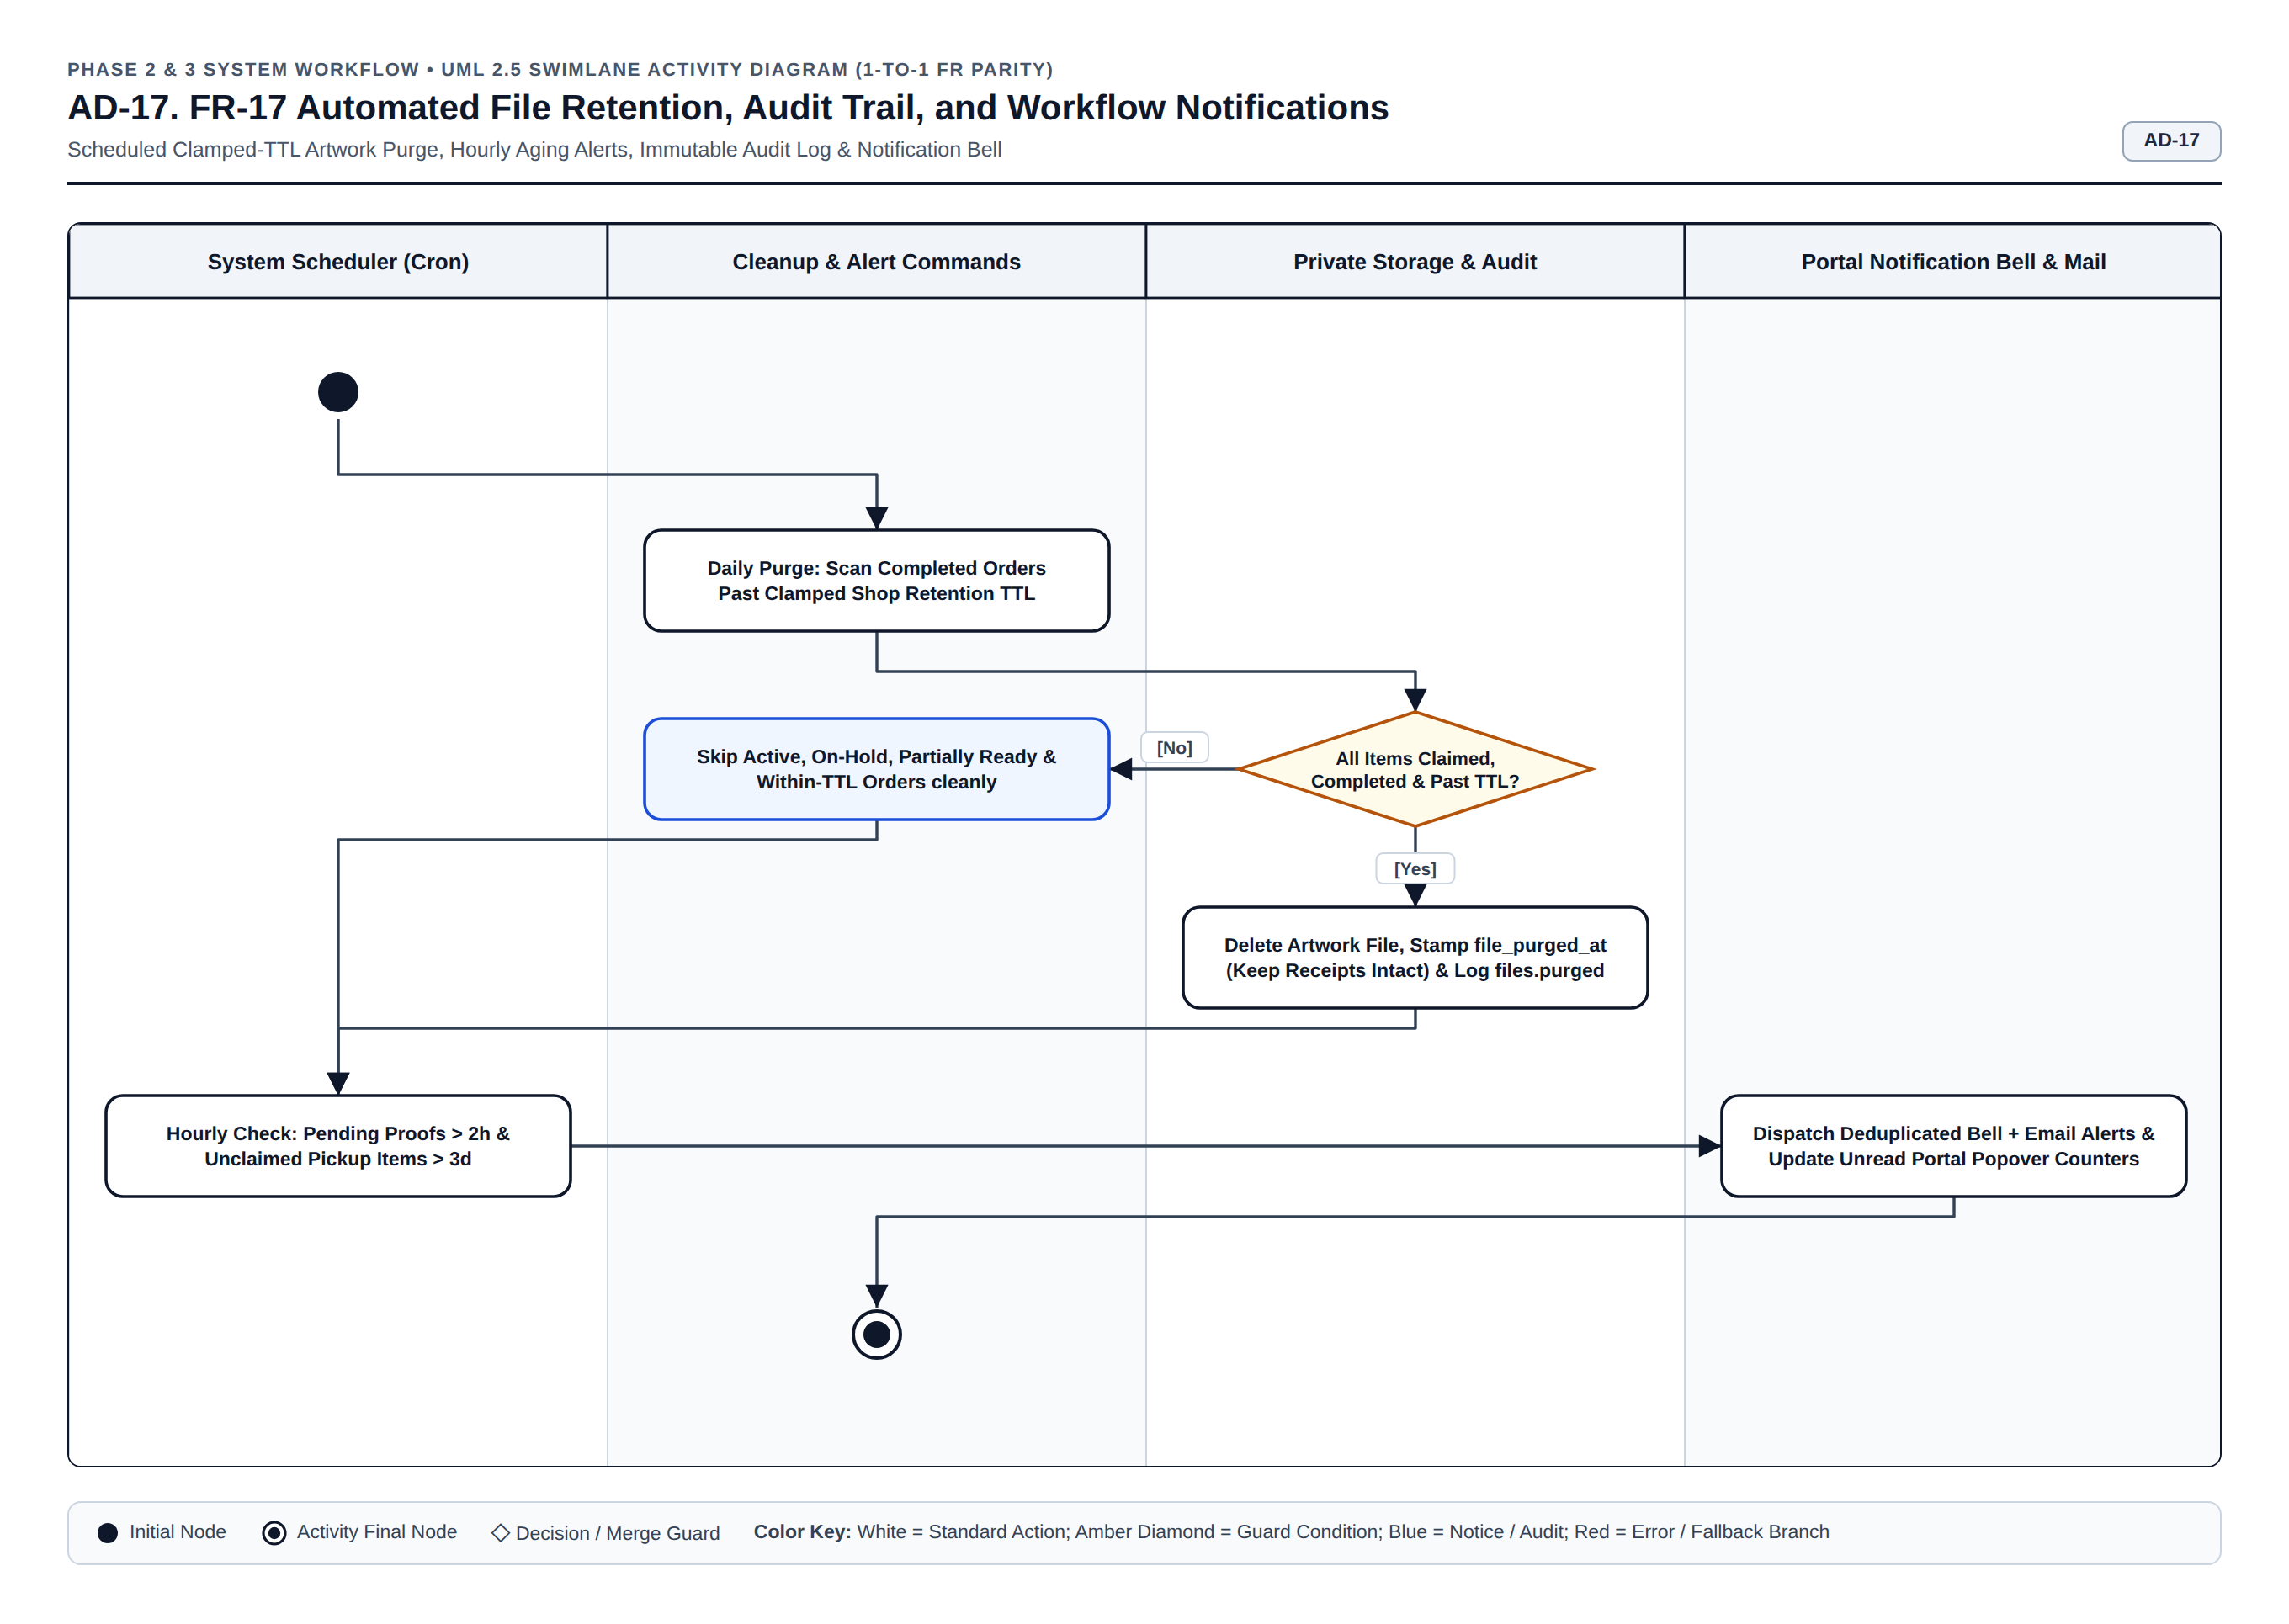 PHASE 2 & 3 SYSTEM WORKFLOW • UML 2.5 SWIMLANE ACTIVITY DIAGRAM (1-TO-1 FR PARITY)
AD-17. FR-17 Automated File Retention, Audit Trail, and Workflow Notifications
Scheduled Clamped-TTL Artwork Purge, Hourly Aging Alerts, Immutable Audit Log & Notification Bell
AD-17
System Scheduler (Cron)
Cleanup & Alert Commands
Private Storage & Audit
Portal Notification Bell & Mail
Daily Purge: Scan Completed Orders
Past Clamped Shop Retention TTL
Skip Active, On-Hold, Partially Ready &
Within-TTL Orders cleanly
[No]
All Items Claimed,
Completed & Past TTL?
[Yes]
Delete Artwork File, Stamp file_purged_at
(Keep Receipts Intact) & Log files.purged
Hourly Check: Pending Proofs > 2h &
Unclaimed Pickup Items > 3d
Dispatch Deduplicated Bell + Email Alerts &
Update Unread Portal Popover Counters
Initial Node
Activity Final Node
Decision / Merge Guard
Color Key: White = Standard Action; Amber Diamond = Guard Condition; Blue = Notice / Audit; Red = Error / Fallback Branch